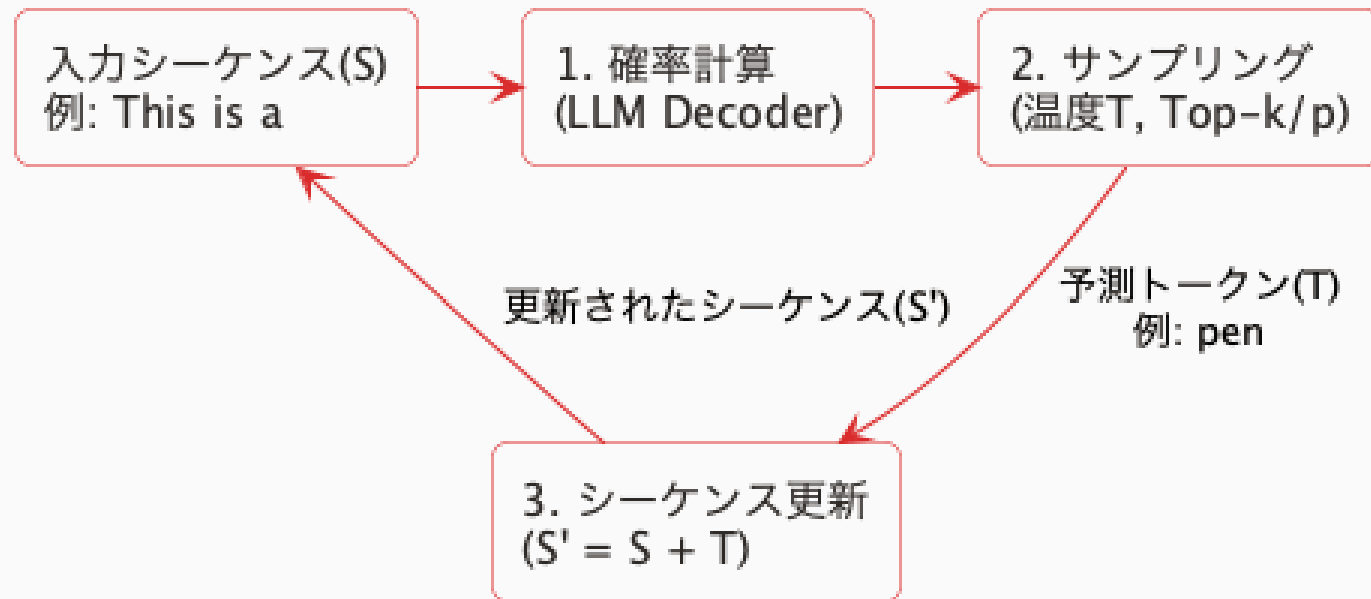 入力シーケンス(S)
例: This is a
1. 確率計算
(LLM Decoder)
2. サンプリング
(温度T, Top-k/p)
予測トークン(T)
例: pen
更新されたシーケンス(S')
3. シーケンス更新
(S' = S + T)